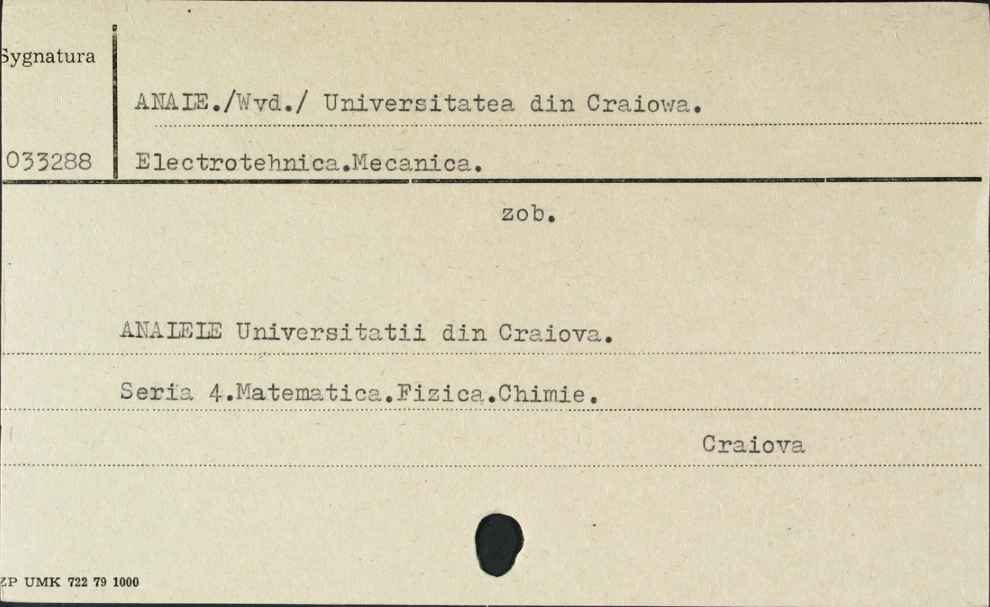 Sygnatura
ANALE./Wyd./ Universitatea din Craiowa.
033288
Electrotehnica.Mecanica.
zob.
ANALELE Universitatii din Craiova.
Seria 4.Matematica.Fizica.Chimie.
Craiova
ZP UMK 722 79 1000